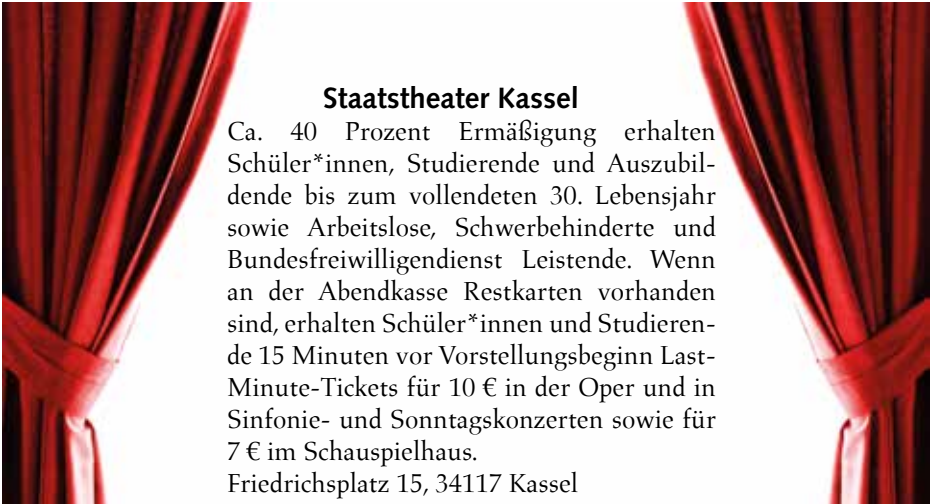 Staatstheater Kassel
Ca. 40 Prozent Ermäßigung erhalten
Schüler*innen, Studierende und Auszubil-
dende bis zum vollendeten 30. Lebensjahr
sowie Arbeitslose, Schwerbehinderte und
Bundesfreiwilligendienst Leistende. Wenn
an der Abendkasse Restkarten vorhanden
sind, erhalten Schüler*innen und Studieren-
de 15 Minuten vor Vorstellungsbeginn Last-
Minute-Tickets für 10 € in der Oper und in
Sinfonie- und Sonntagskonzerten sowie für
7 € im Schauspielhaus.
Friedrichsplatz 15, 34117 Kassel